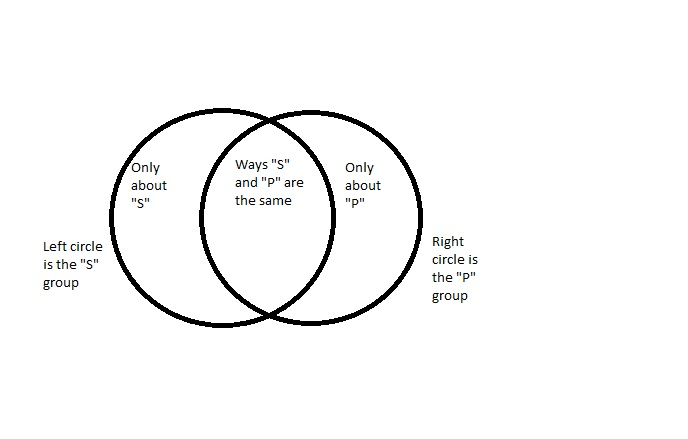 Only
about
"S"
Ways "S"
and "P" are
the same
Only
about
"P"
Left circle
is the "S"
group
Right
circle is
the "P"
group